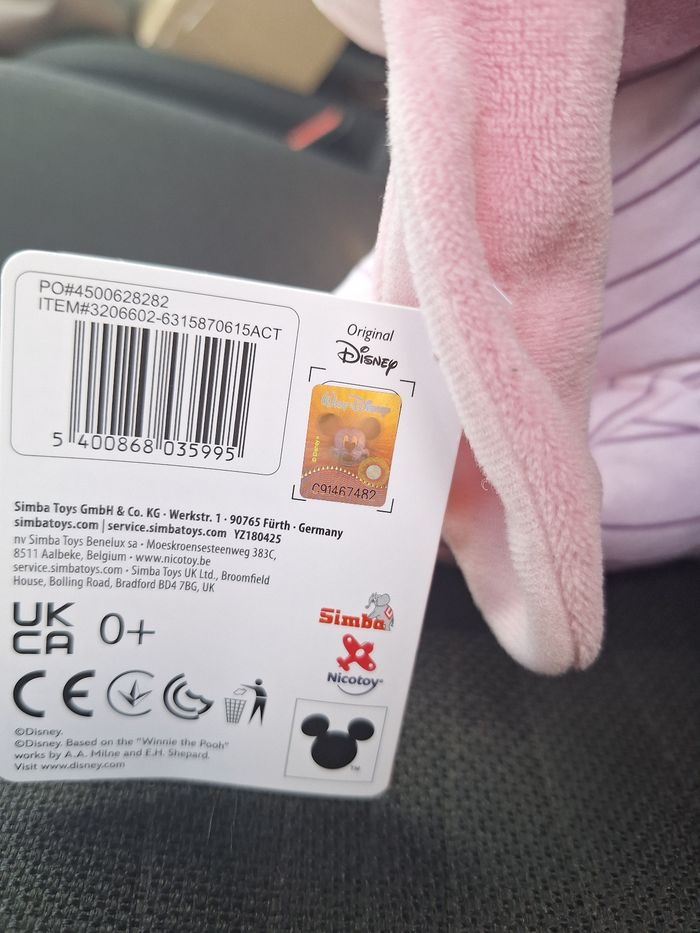 PO#4500628282
ITEM#3206602-6315870615ACT
5 400868 035995
Original
Disney
Walt Disney
C91467482
Simba Toys GmbH & Co. KG · Werkstr. 1 · 90765 Fürth · Germany
simbatoys.com | service.simbatoys.com YZ180425
nv Simba Toys Benelux sa · Moeskroensesteenweg 383C,
8511 Aalbeke, Belgium · www.nicotoy.be
service.simbatoys.com · Simba Toys UK Ltd., Broomfield
House, Bolling Road, Bradford BD4 7BG, UK
UK
CA
0+
Simba
Nicotoy®
CE
©Disney.
©Disney. Based on the "Winnie the Pooh"
works by A.A. Milne and E.H. Shepard.
Visit www.disney.com
TM